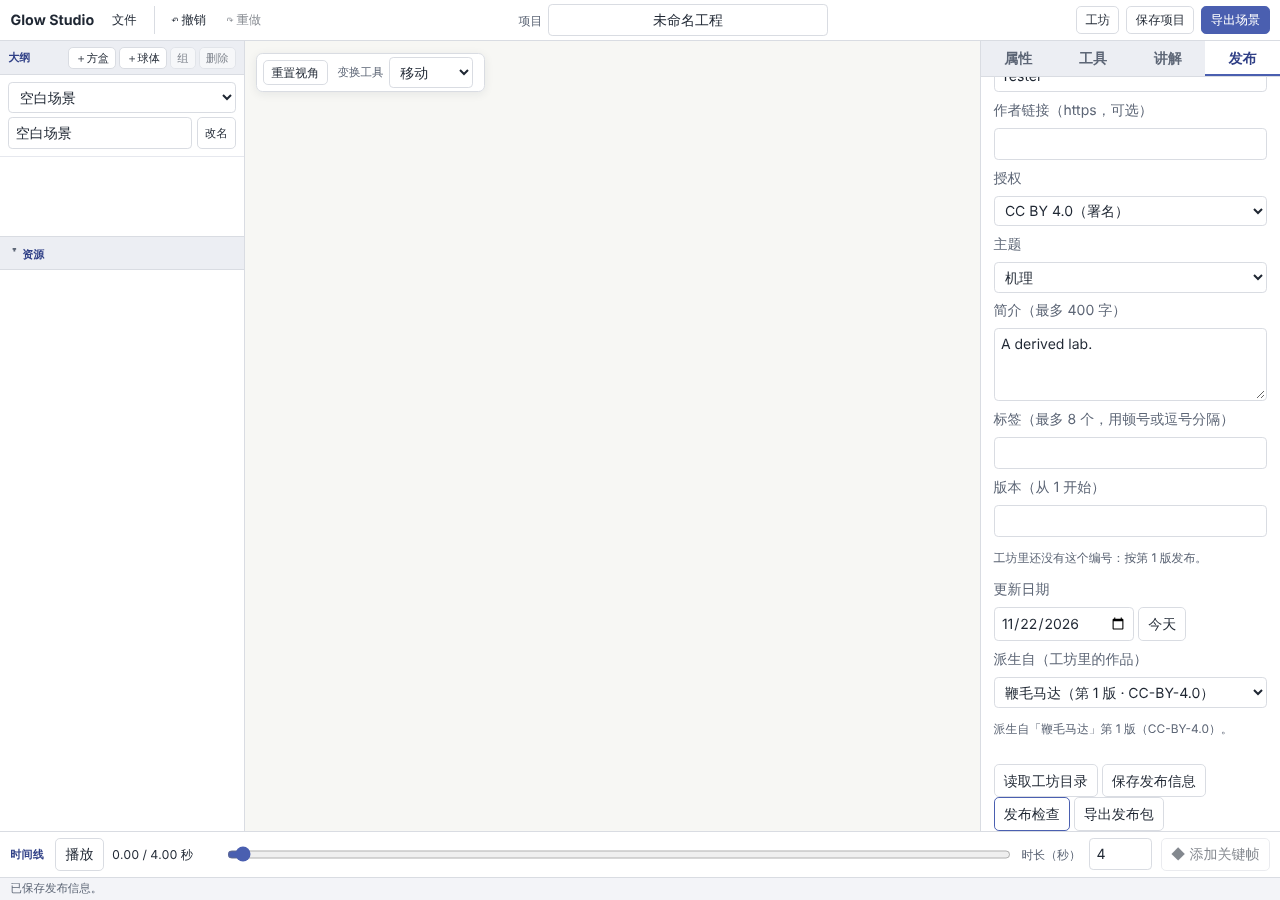 Glow Studio 文件 ↶ 撤销 ↷ 重做 项目 未命名工程 工坊 保存项目 导出场景
大纲 ＋方盒 ＋球体 组 删除
空白场景
空白场景 改名
▾ 资源
重置视角 变换工具 移动
属性 工具 讲解 发布
Tester
作者链接（https，可选）
授权
CC BY 4.0（署名）
主题
机理
简介（最多 400 字）
A derived lab.
标签（最多 8 个，用顿号或逗号分隔）
版本（从 1 开始）
工坊里还没有这个编号：按第 1 版发布。
更新日期
11/22/2026 今天
派生自（工坊里的作品）
鞭毛马达（第 1 版 · CC-BY-4.0）
派生自「鞭毛马达」第 1 版（CC-BY-4.0）。
读取工坊目录 保存发布信息
发布检查 导出发布包
时间线 播放 0.00 / 4.00 秒 时长（秒） 4 ◆ 添加关键帧
已保存发布信息。